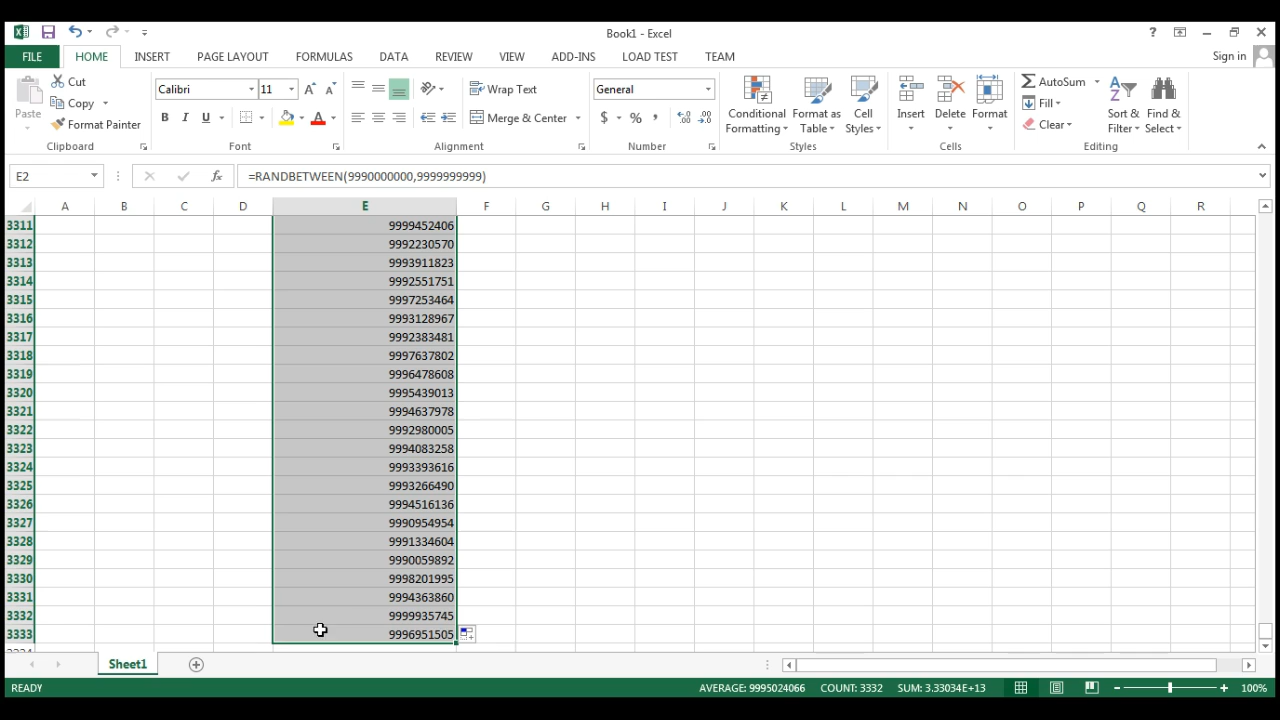 Book1 - Excel
FILE HOME INSERT PAGE LAYOUT FORMULAS DATA REVIEW VIEW ADD-INS LOAD TEST TEAM Sign in
Cut
Copy
Format Painter
Paste
Clipboard
Calibri 11
B I U
Font
Wrap Text
Merge & Center
Alignment
General
$ % ,
Number
Conditional Formatting
Format as Table
Cell Styles
Styles
Insert Delete Format
Cells
AutoSum
Fill
Clear
Sort & Filter
Find & Select
Editing
E2 fx =RANDBETWEEN(9990000000,9999999999)
A B C D E F G H I J K L M N O P Q R
3311 9999452406
3312 9992230570
3313 9993911823
3314 9992551751
3315 9997253464
3316 9993128967
3317 9992383481
3318 9997637802
3319 9996478608
3320 9995439013
3321 9994637978
3322 9992980005
3323 9994083258
3324 9993393616
3325 9993266490
3326 9994516136
3327 9990954954
3328 9991334604
3329 9990059892
3330 9998201995
3331 9994363860
3332 9999935745
3333 9996951505
Sheet1
READY AVERAGE: 9995024066 COUNT: 3332 SUM: 3.33034E+13 100%